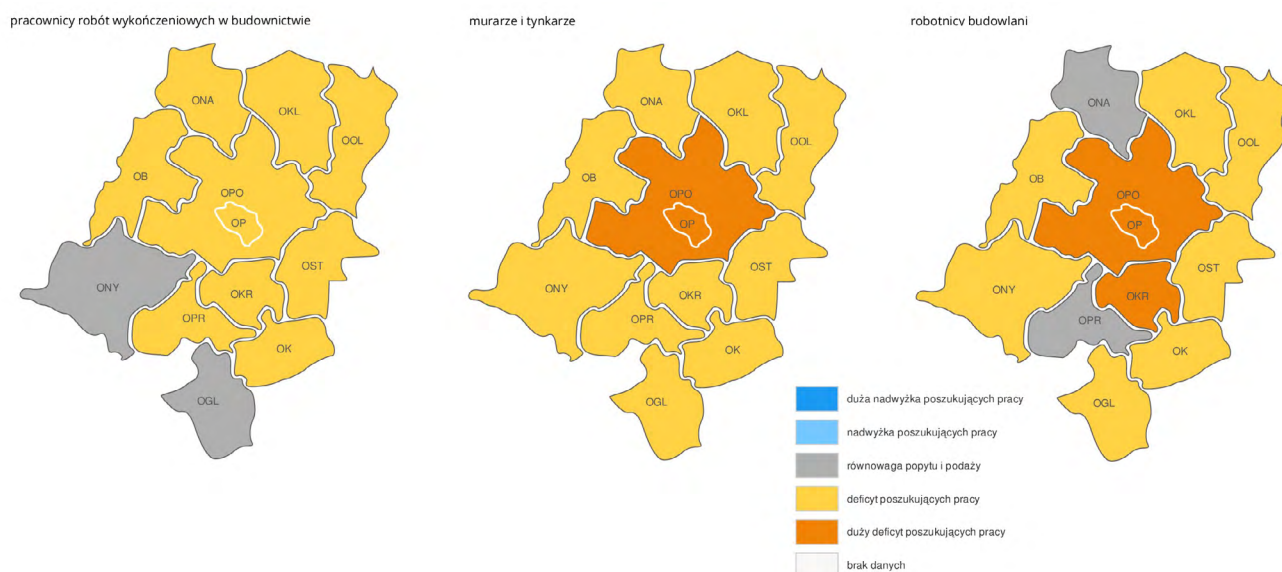 pracownicy robót wykończeniowych w budownictwie
ONA
OKL
OOL
OB
OPO
OP
OST
ONY
OKR
OPR
OK
OGL
murarze i tynkarze
ONA
OKL
OOL
OB
OPO
OP
OST
ONY
OKR
OPR
OK
OGL
robotnicy budowlani
ONA
OKL
OOL
OB
OPO
OP
OST
ONY
OKR
OPR
OK
OGL
duża nadwyżka poszukujących pracy
nadwyżka poszukujących pracy
równowaga popytu i podaży
deficyt poszukujących pracy
duży deficyt poszukujących pracy
brak danych